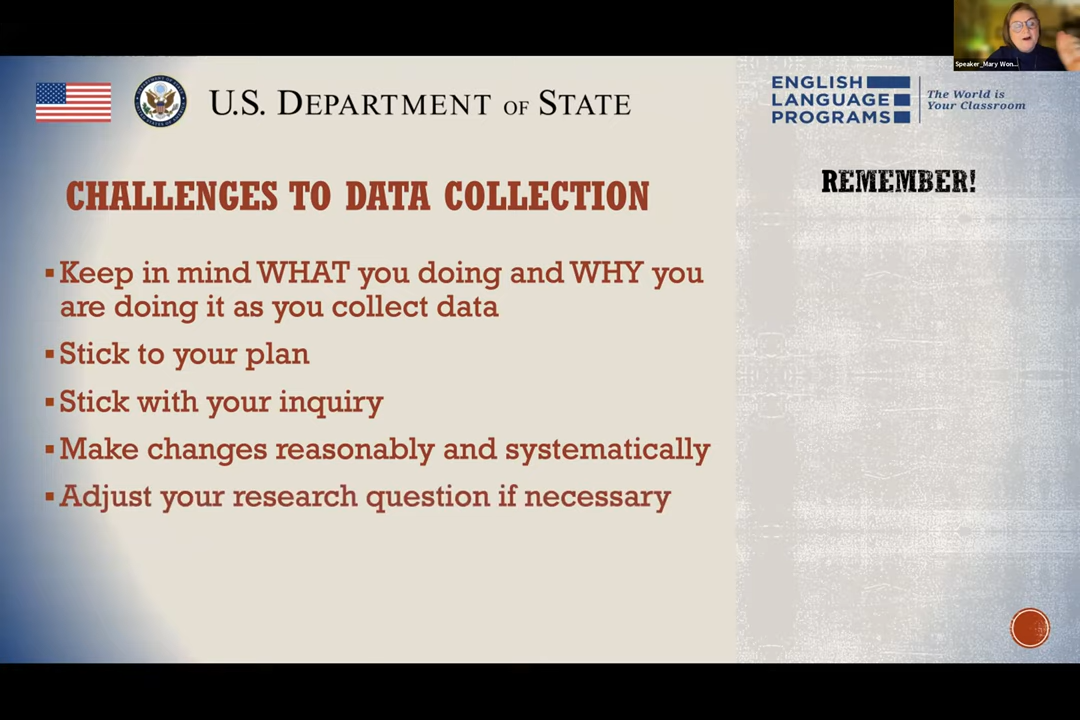 Speaker_Mary Won...
U.S. DEPARTMENT OF STATE
ENGLISH
LANGUAGE
PROGRAMS
The World is
Your Classroom
CHALLENGES TO DATA COLLECTION
REMEMBER!
▪Keep in mind WHAT you doing and WHY you
are doing it as you collect data
▪Stick to your plan
▪Stick with your inquiry
▪Make changes reasonably and systematically
▪Adjust your research question if necessary